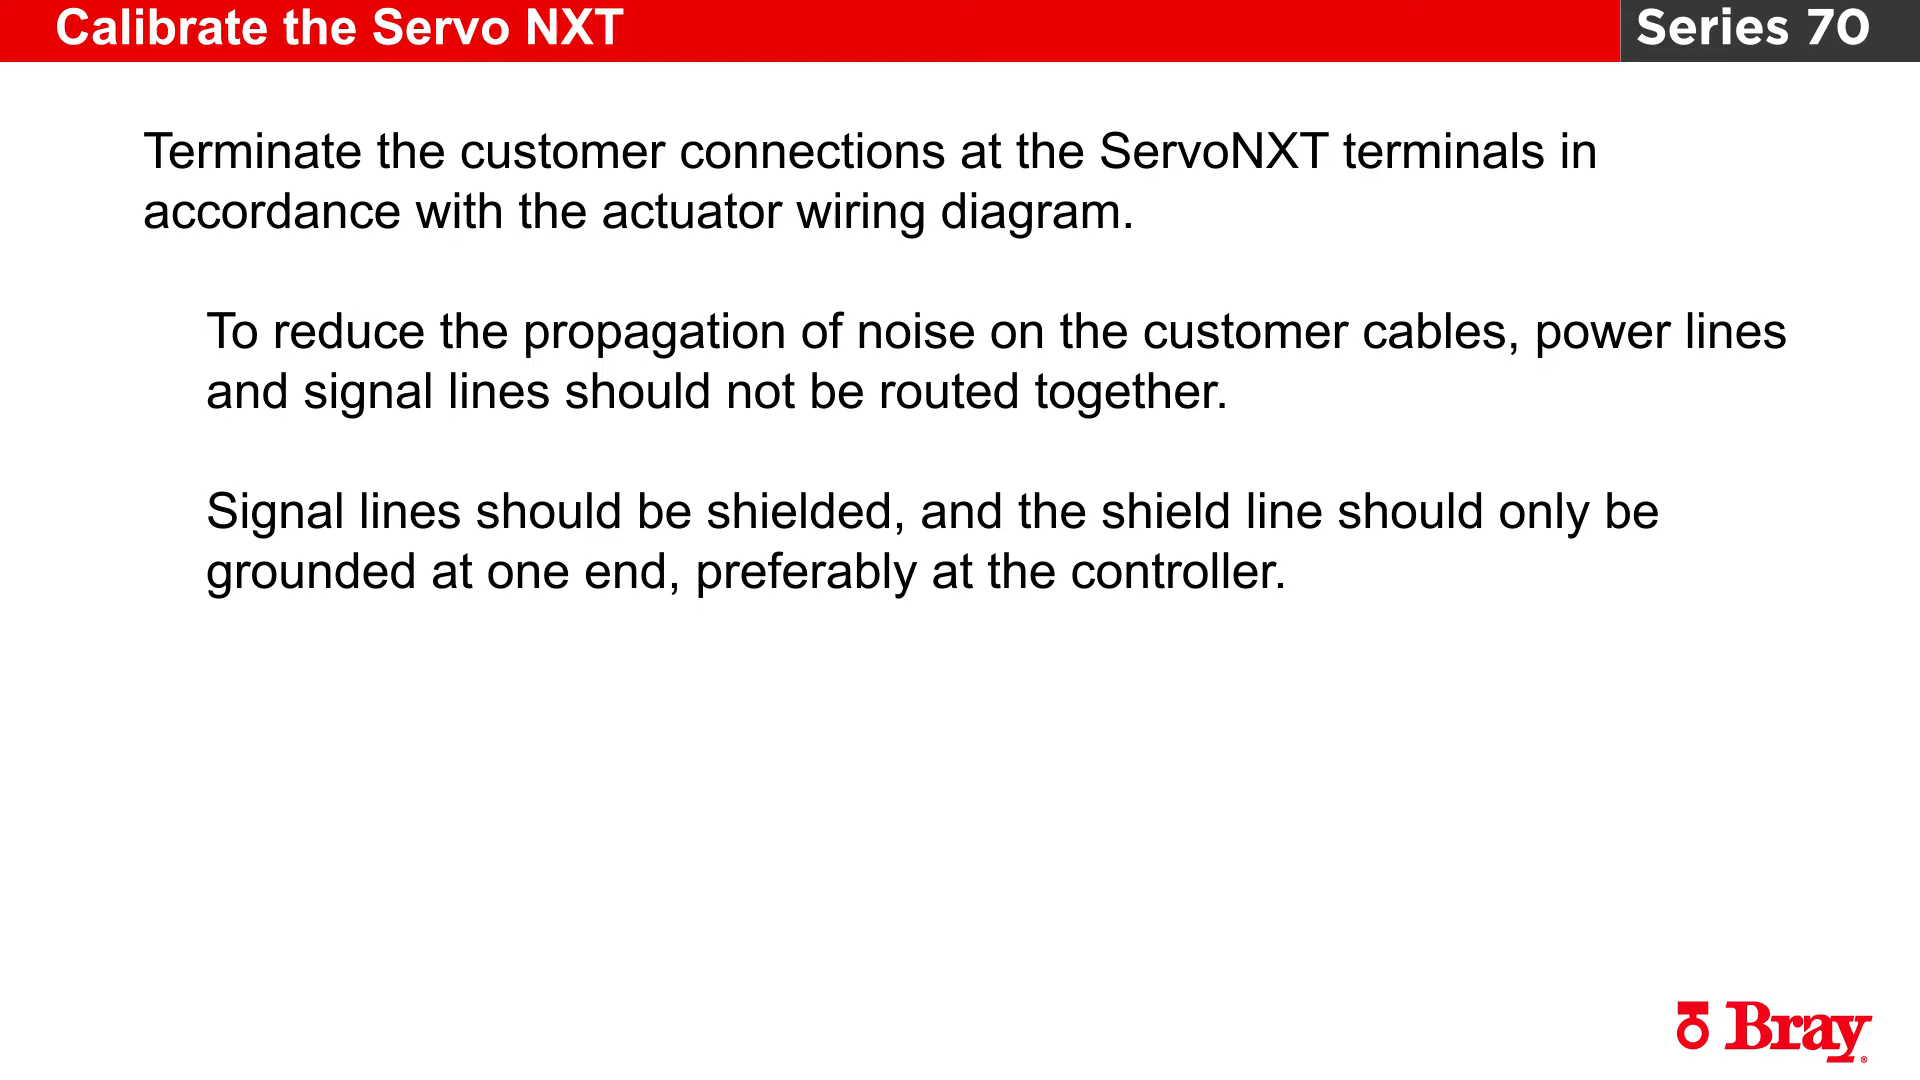 Calibrate the Servo NXT
Series 70
Terminate the customer connections at the ServoNXT terminals in
accordance with the actuator wiring diagram.
To reduce the propagation of noise on the customer cables, power lines
and signal lines should not be routed together.
Signal lines should be shielded, and the shield line should only be
grounded at one end, preferably at the controller.
Bray®